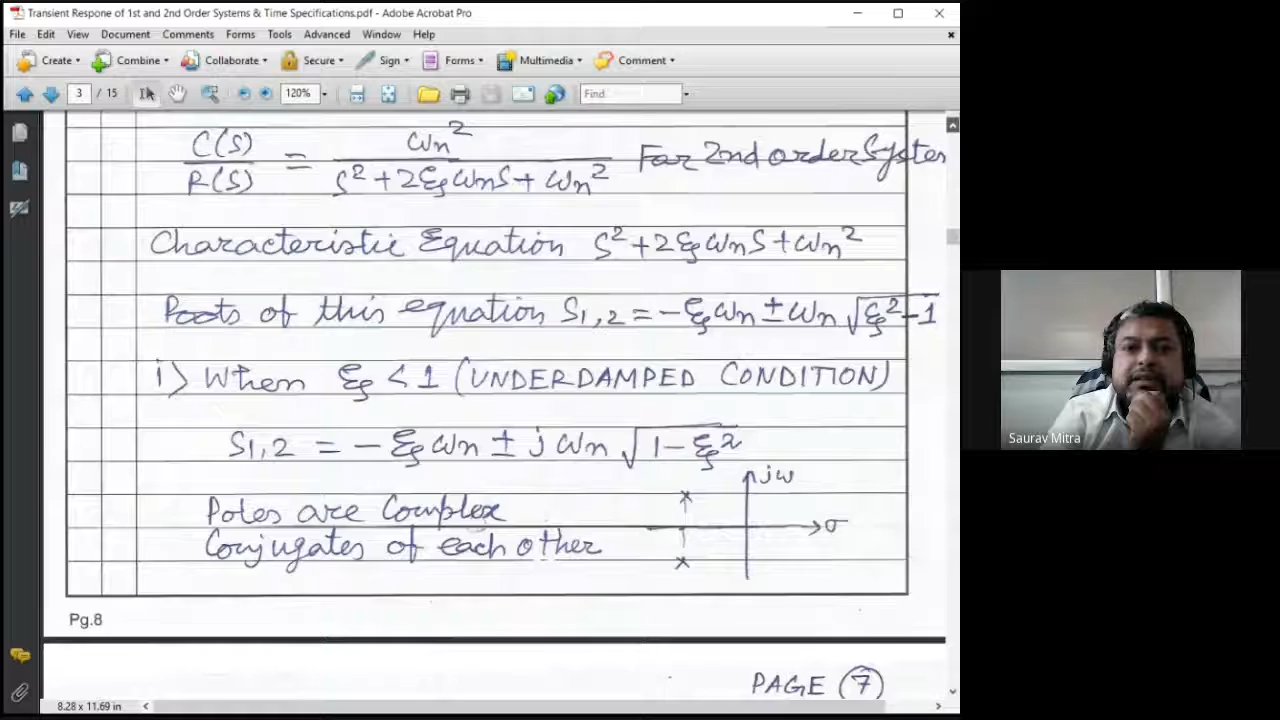 Transient Respone of 1st and 2nd Order Systems & Time Specifications.pdf - Adobe Acrobat Pro
File Edit View Document Comments Forms Tools Advanced Window Help
Create Combine Collaborate Secure Sign Forms Multimedia Comment
3 / 15 120% Find
C(S)/R(S) = ωn²/(S²+2ξωnS+ωn²) For 2nd order System
Characteristic Equation S²+2ξωnS+ωn²
Roots of this equation S1,2 = -ξωn ± ωn √ξ²-1
i) When ξ < 1 (UNDERDAMPED CONDITION)
S1,2 = - ξωn ± j ωn √1-ξ²
jω
Poles are Complex
σ
Conjugates of each other
Pg.8
PAGE 7
8.28 x 11.69 in
Saurav Mitra